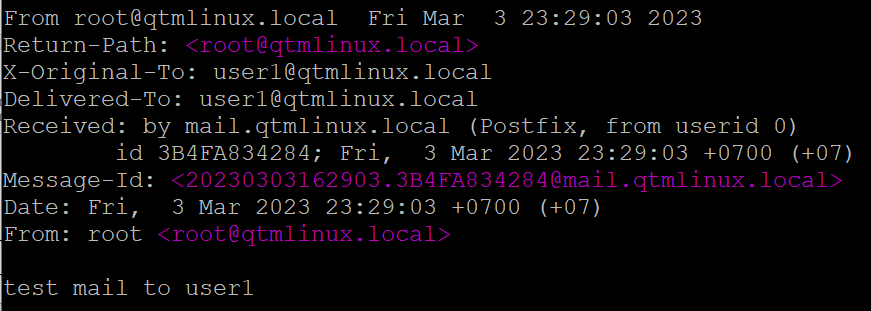 From root@qtmlinux.local  Fri Mar  3 23:29:03 2023
Return-Path: <root@qtmlinux.local>
X-Original-To: user1@qtmlinux.local
Delivered-To: user1@qtmlinux.local
Received: by mail.qtmlinux.local (Postfix, from userid 0)
        id 3B4FA834284; Fri,  3 Mar 2023 23:29:03 +0700 (+07)
Message-Id: <20230303162903.3B4FA834284@mail.qtmlinux.local>
Date: Fri,  3 Mar 2023 23:29:03 +0700 (+07)
From: root <root@qtmlinux.local>

test mail to user1